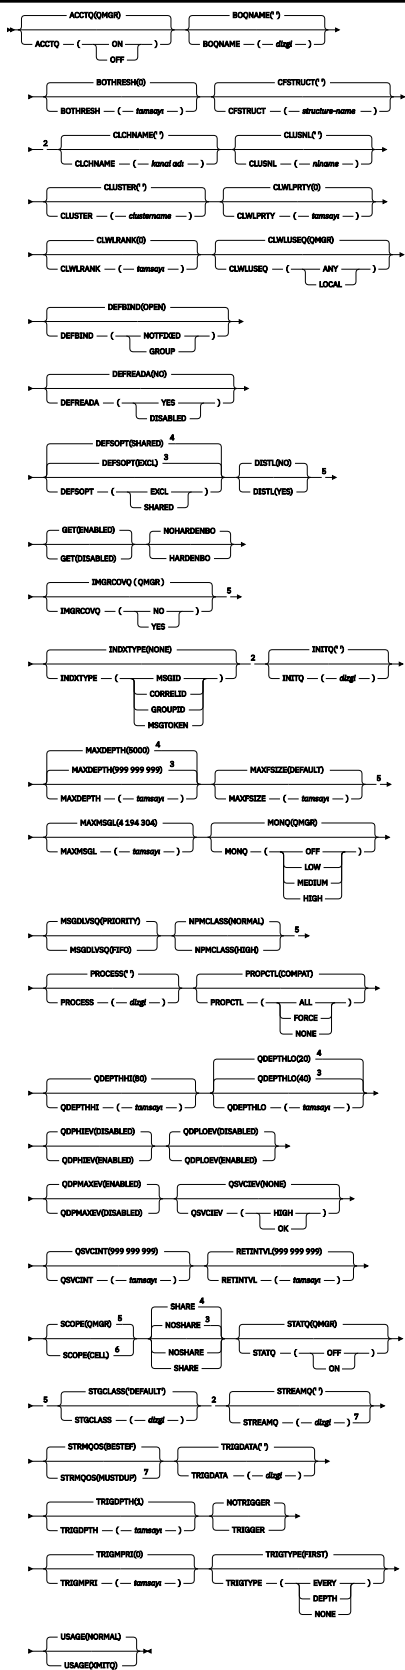 ACCTQ(QMGR) BOQNAME(' ')
ACCTQ ( ON ) BOQNAME ( dizgi )
OFF
BOTHRESH(0) CFSTRUCT(' ')
BOTHRESH ( tamsayı ) CFSTRUCT ( structure-name )
2 CLCHNAME(' ') CLUSNL(' ')
CLCHNAME ( kanal adı ) CLUSNL ( nlname )
CLUSTER(' ') CLWLPRTY(0)
CLUSTER ( clustername ) CLWLPRTY ( tamsayı )
CLWLRANK(0) CLWLUSEQ(QMGR)
CLWLRANK ( tamsayı ) CLWLUSEQ ( ANY )
LOCAL
DEFBIND(OPEN)
DEFBIND ( NOTFIXED )
GROUP
DEFREADA(NO)
DEFREADA ( YES )
DISABLED
DEFSOPT(SHARED) 4
DEFSOPT(EXCL) 3 DISTL(NO) 5
DEFSOPT ( EXCL ) DISTL(YES)
SHARED
GET(ENABLED) NOHARDENBO
GET(DISABLED) HARDENBO
IMGRCOVQ ( QMGR ) 5
IMGRCOVQ ( NO )
YES
INDXTYPE(NONE) 2 INITQ(' ')
INDXTYPE ( MSGID ) INITQ ( dizgi )
CORRELID
GROUPID
MSGTOKEN
MAXDEPTH(5000) 4
MAXDEPTH(999 999 999) 3 MAXFSIZE(DEFAULT) 5
MAXDEPTH ( tamsayı ) MAXFSIZE ( tamsayı )
MAXMSGL(4 194 304) MONQ(QMGR)
MAXMSGL ( tamsayı ) MONQ ( OFF )
LOW
MEDIUM
HIGH
MSGDLVSQ(PRIORITY) NPMCLASS(NORMAL) 5
MSGDLVSQ(FIFO) NPMCLASS(HIGH)
PROCESS(' ') PROPCTL(COMPAT)
PROCESS ( dizgi ) PROPCTL ( ALL )
FORCE
NONE
QDEPTHLO(20) 4
QDEPTHHI(80) QDEPTHLO(40) 3
QDEPTHHI ( tamsayı ) QDEPTHLO ( tamsayı )
QDPHIEV(DISABLED) QDPLOEV(DISABLED)
QDPHIEV(ENABLED) QDPLOEV(ENABLED)
QDPMAXEV(ENABLED) QSVCIEV(NONE)
QDPMAXEV(DISABLED) QSVCIEV ( HIGH )
OK
QSVCINT(999 999 999) RETINTVL(999 999 999)
QSVCINT ( tamsayı ) RETINTVL ( tamsayı )
SHARE 4
SCOPE(QMGR) 5 NOSHARE 3 STATQ(QMGR)
SCOPE(CELL) 6 NOSHARE STATQ ( OFF )
SHARE ON
5 STGCLASS('DEFAULT') 2 STREAMQ(' ')
STGCLASS ( dizgi ) STREAMQ ( dizgi ) 7
STRMQOS(BESTEF) TRIGDATA(' ')
STRMQOS(MUSTDUP) 7 TRIGDATA ( dizgi )
TRIGDPTH(1) NOTRIGGER
TRIGDPTH ( tamsayı ) TRIGGER
TRIGMPRI(0) TRIGTYPE(FIRST)
TRIGMPRI ( tamsayı ) TRIGTYPE ( EVERY )
DEPTH
NONE
USAGE(NORMAL)
USAGE(XMITQ)